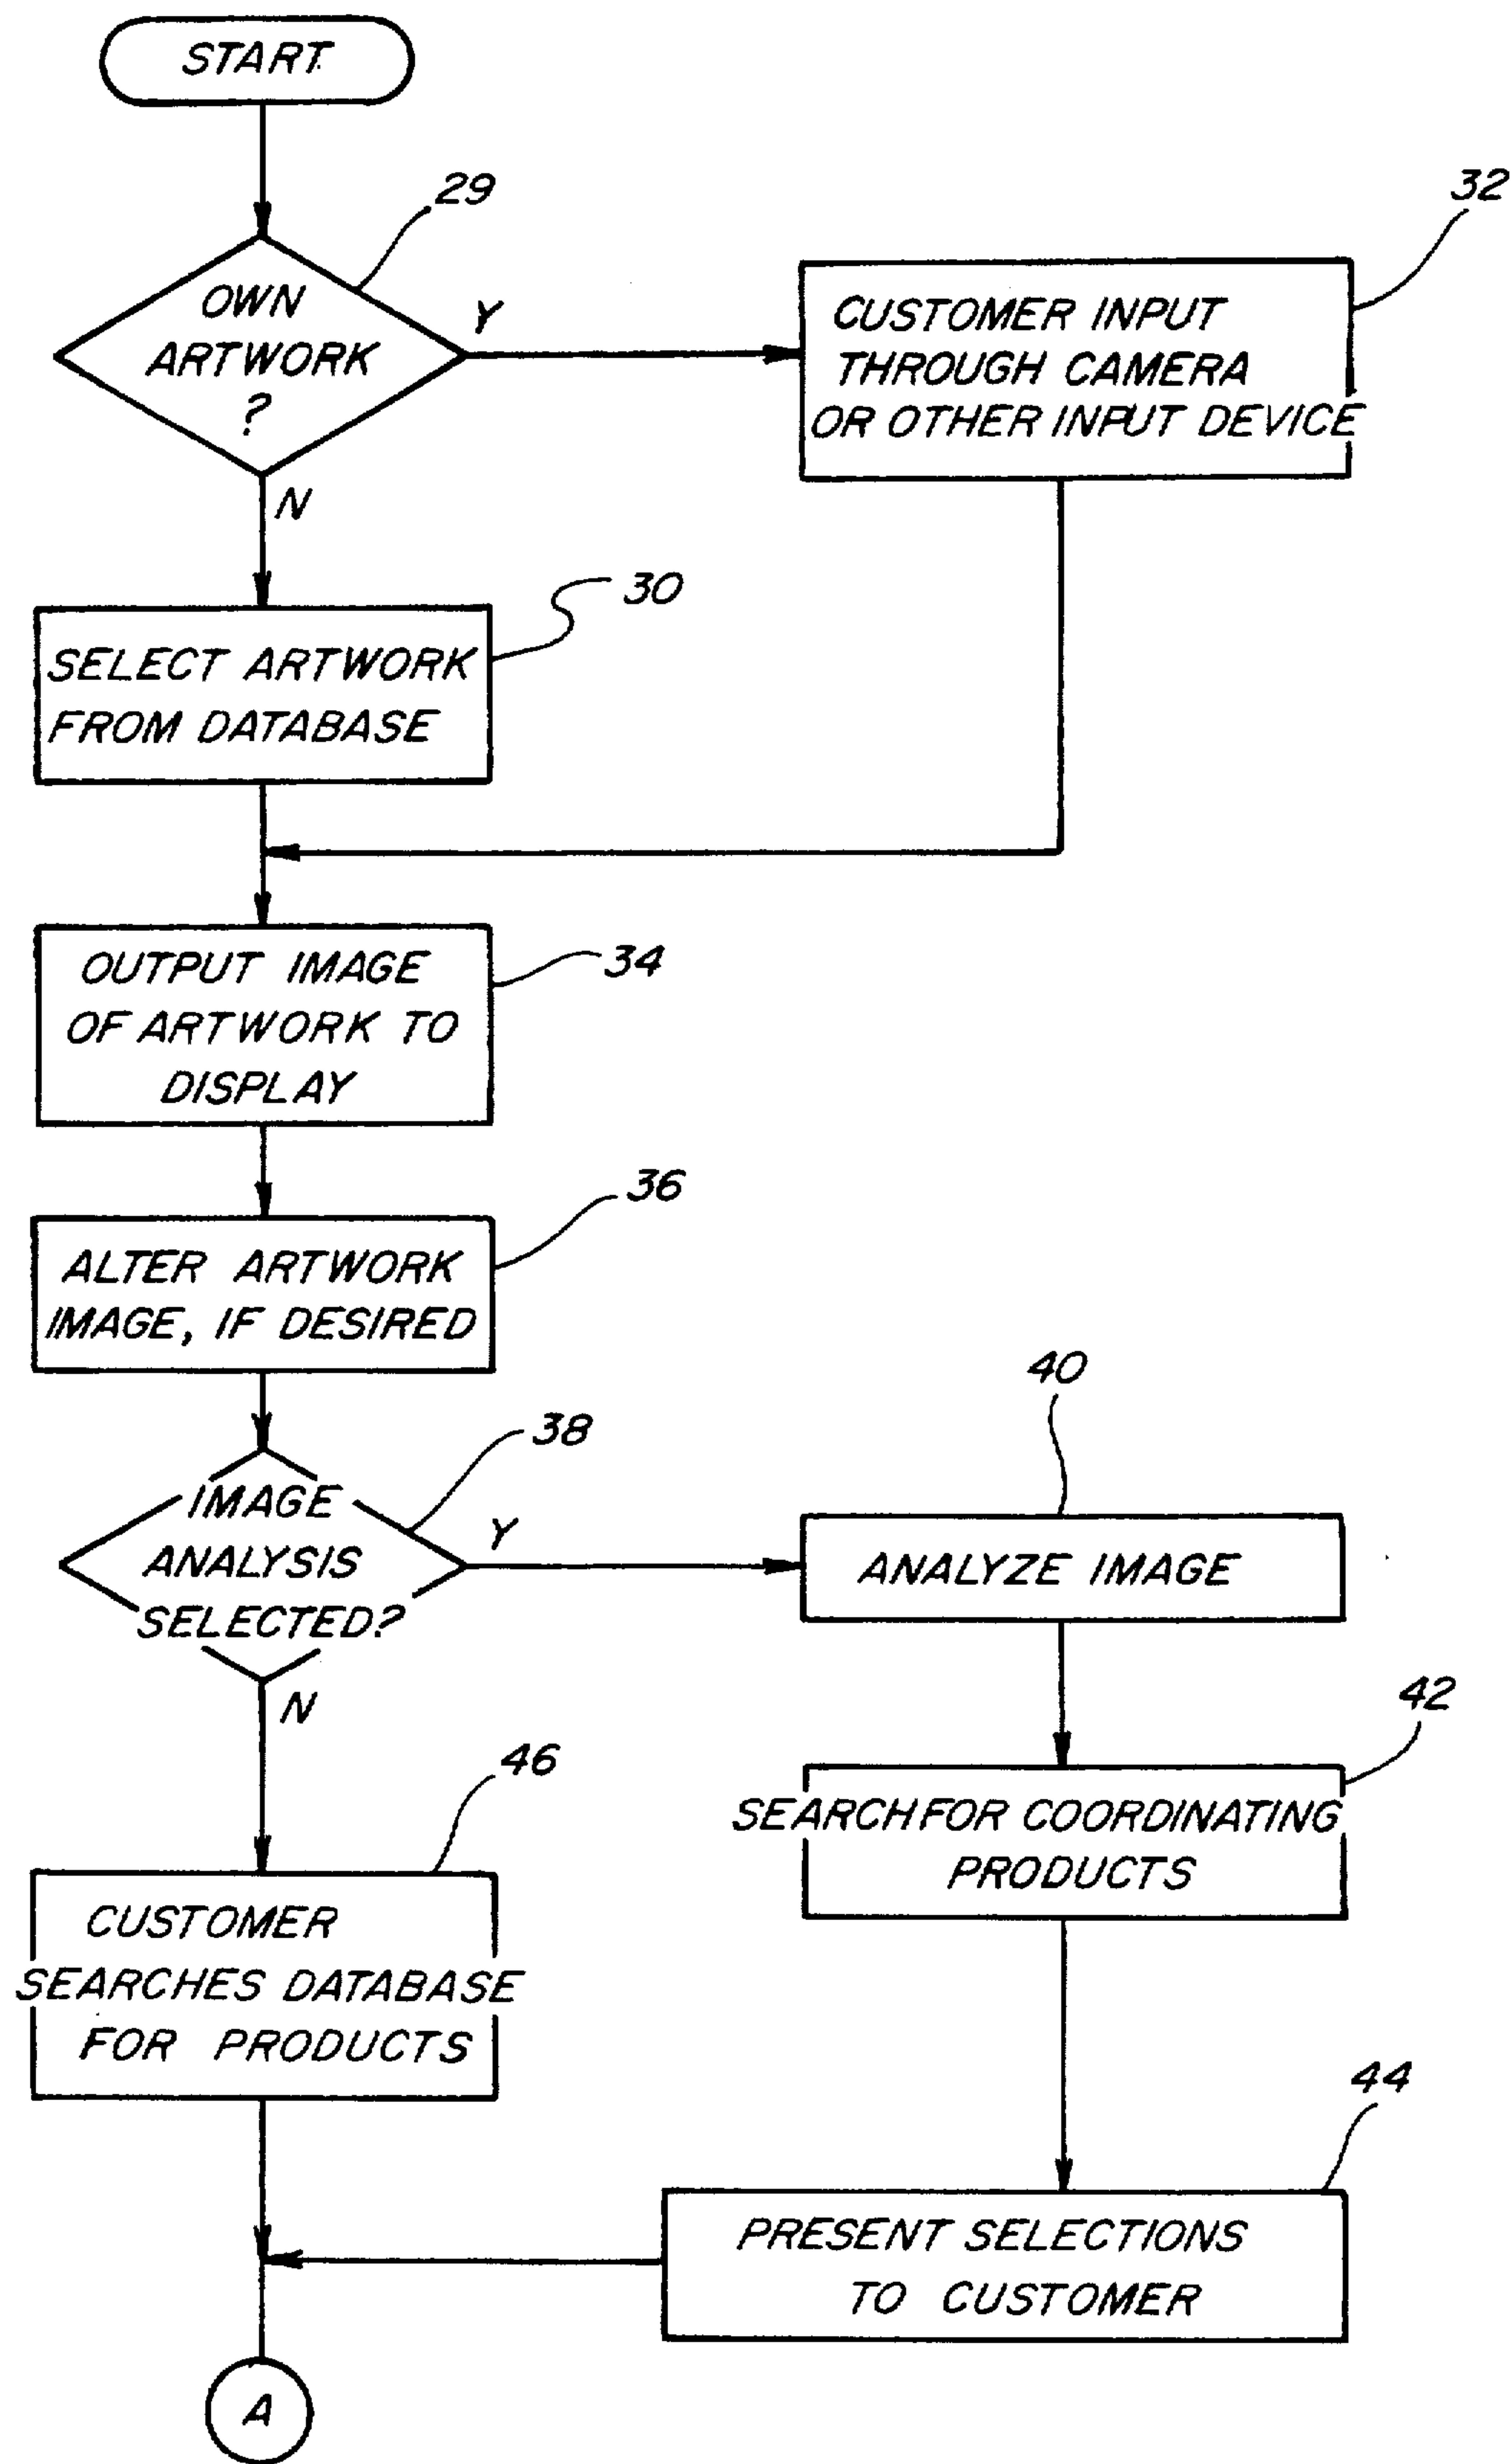 START
29
OWN
ARTWORK
?
Y
N
32
CUSTOMER INPUT
THROUGH CAMERA
OR OTHER INPUT DEVICE
30
SELECT ARTWORK
FROM DATABASE
34
OUTPUT IMAGE
OF ARTWORK TO
DISPLAY
36
ALTER ARTWORK
IMAGE, IF DESIRED
38
IMAGE
ANALYSIS
SELECTED?
Y
N
40
ANALYZE IMAGE
42
SEARCH FOR COORDINATING
PRODUCTS
46
CUSTOMER
SEARCHES DATABASE
FOR PRODUCTS
44
PRESENT SELECTIONS
TO CUSTOMER
A